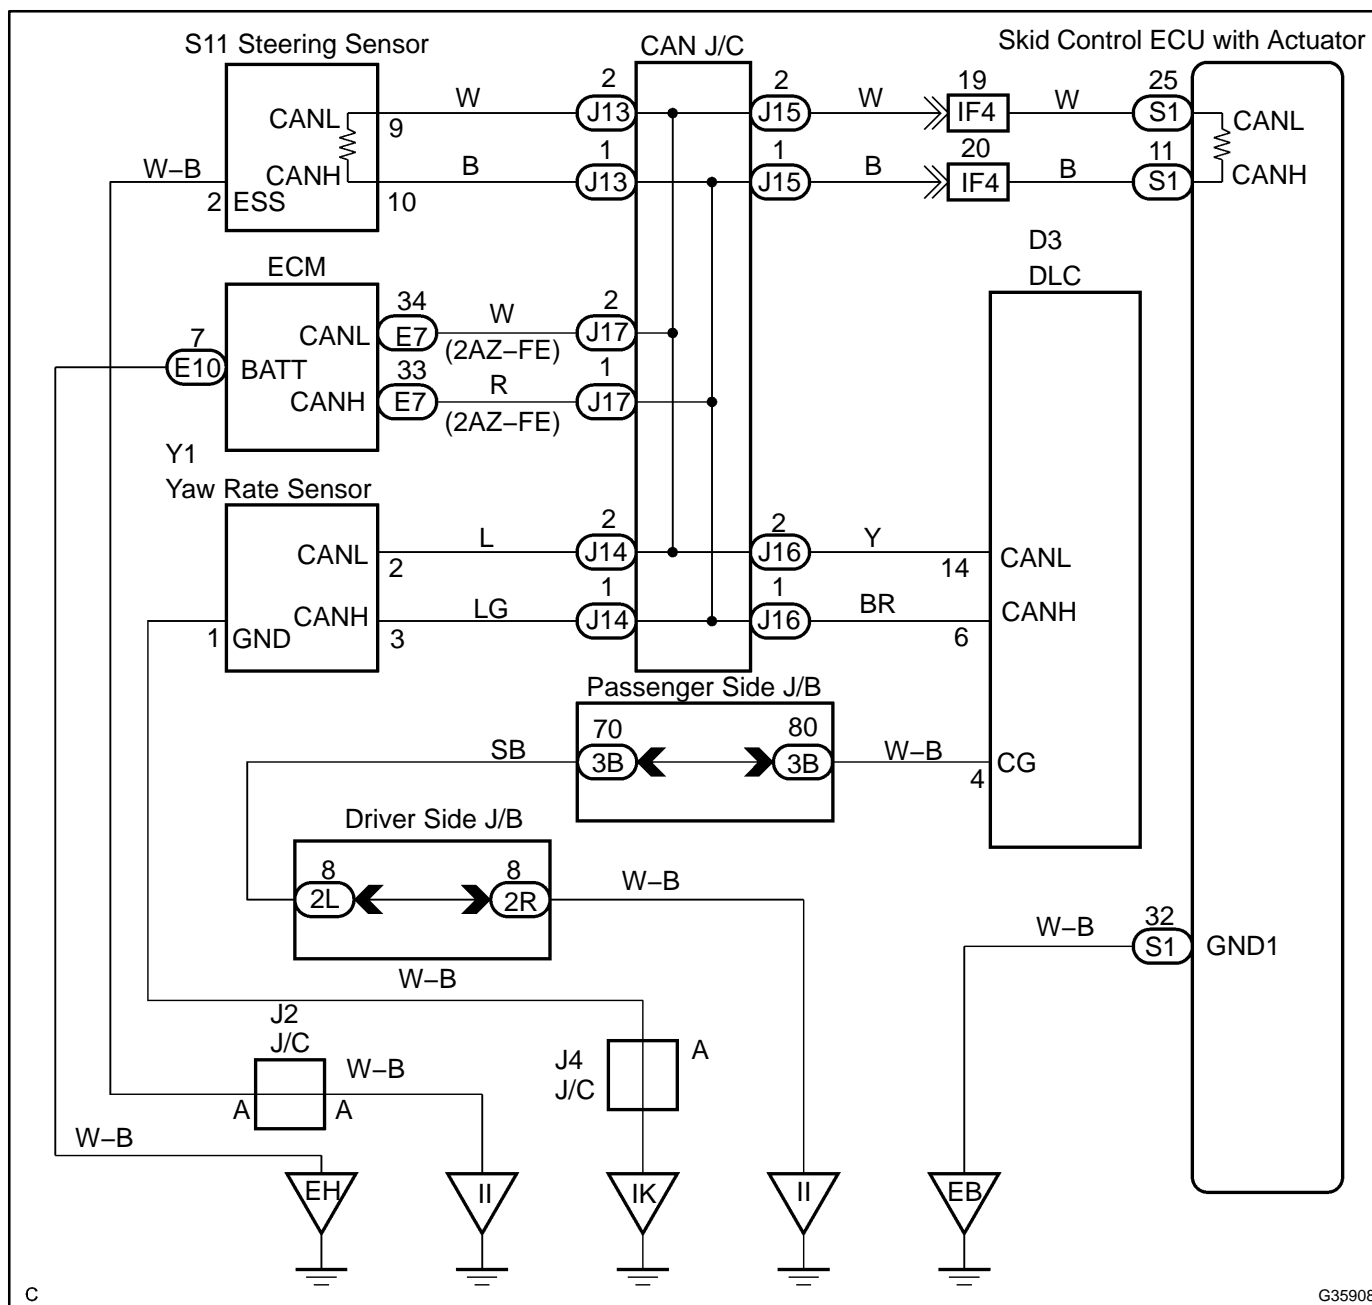 S11 Steering Sensor
CAN J/C
Skid Control ECU with Actuator
CANL
9
W
2
J13
2
J15
W
19
IF4
W
25
S1
CANL
W−B
2
ESS
CANH
10
B
1
J13
1
J15
B
20
IF4
B
11
S1
CANH
ECM
D3
DLC
7
E10
BATT
CANL
34
E7
W
(2AZ−FE)
2
J17
CANH
33
E7
R
(2AZ−FE)
1
J17
Y1
Yaw Rate Sensor
CANL
2
L
2
J14
2
J16
Y
14
CANL
1
GND
CANH
3
LG
1
J14
1
J16
BR
6
CANH
Passenger Side J/B
SB
70
3B
80
3B
W−B
4
CG
Driver Side J/B
8
2L
8
2R
W−B
W−B
32
S1
GND1
W−B
J2
J/C
A
A
W−B
J4
J/C
A
W−B
EH
II
IK
II
EB
C
G35908